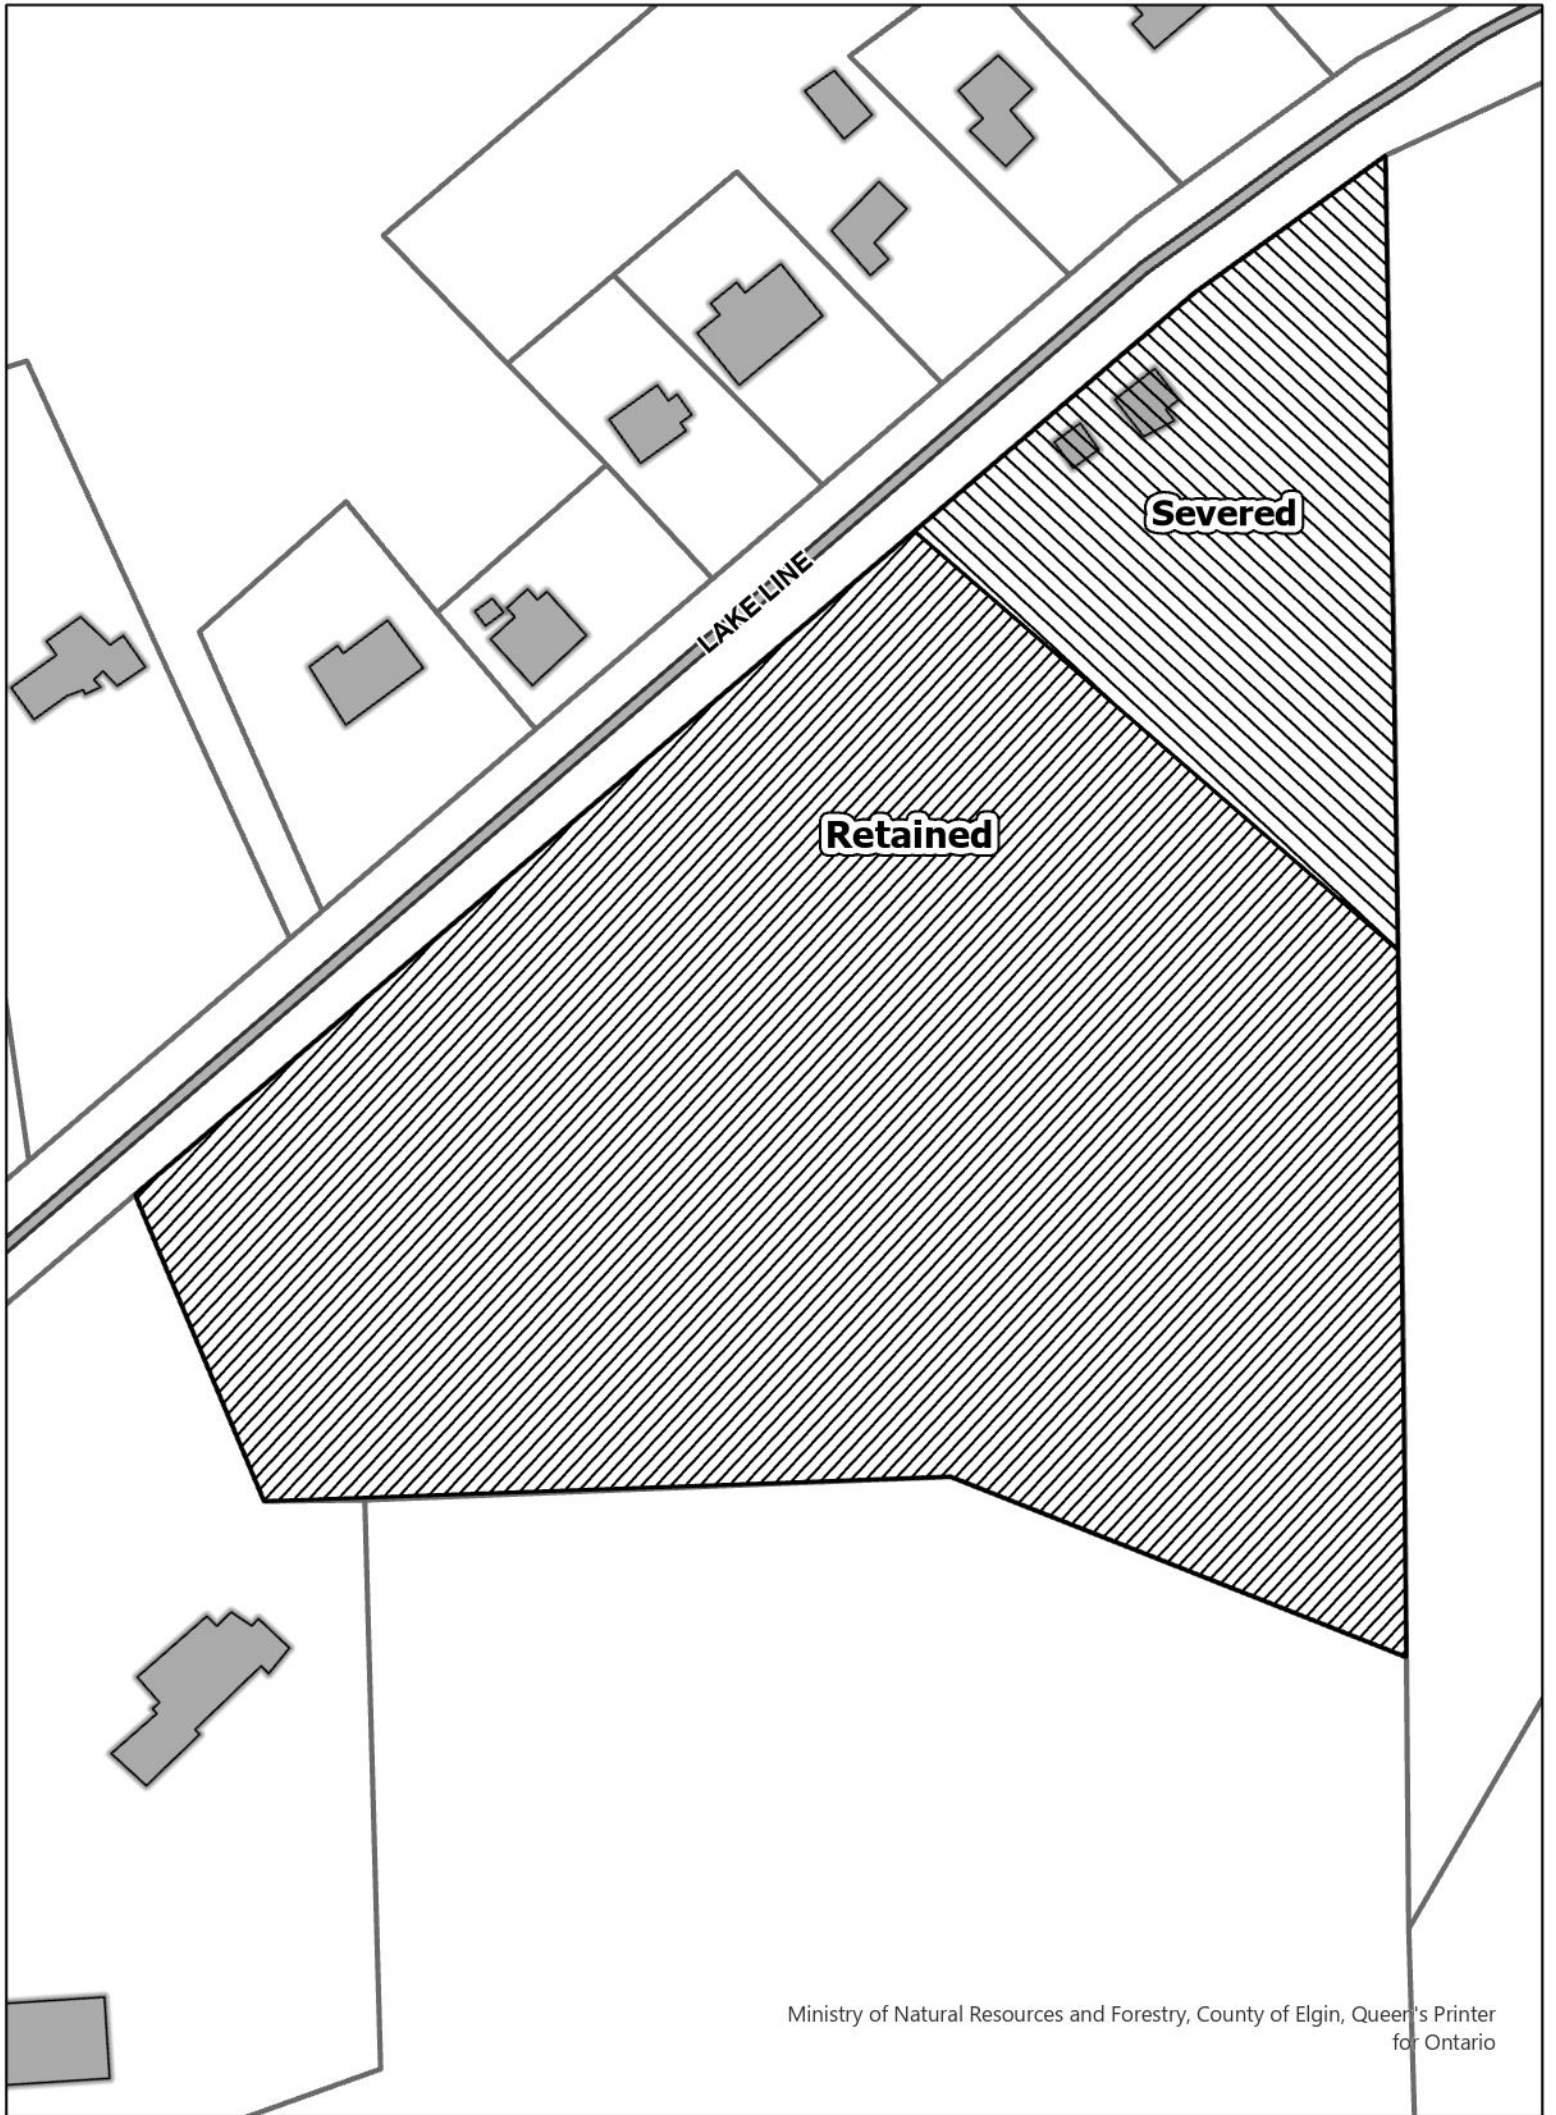 Severed
LAKE LINE
Retained
Ministry of Natural Resources and Forestry, County of Elgin, Queen's Printer
for Ontario